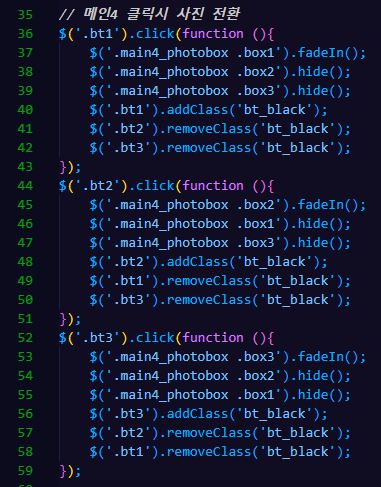 35 // 메인4 클릭시 사진 전환
36 $('.bt1').click(function (){
37 $('.main4_photobox .box1').fadeIn();
38 $('.main4_photobox .box2').hide();
39 $('.main4_photobox .box3').hide();
40 $('.bt1').addClass('bt_black');
41 $('.bt2').removeClass('bt_black');
42 $('.bt3').removeClass('bt_black');
43 });
44 $('.bt2').click(function (){
45 $('.main4_photobox .box2').fadeIn();
46 $('.main4_photobox .box1').hide();
47 $('.main4_photobox .box3').hide();
48 $('.bt2').addClass('bt_black');
49 $('.bt1').removeClass('bt_black');
50 $('.bt3').removeClass('bt_black');
51 });
52 $('.bt3').click(function (){
53 $('.main4_photobox .box3').fadeIn();
54 $('.main4_photobox .box2').hide();
55 $('.main4_photobox .box1').hide();
56 $('.bt3').addClass('bt_black');
57 $('.bt2').removeClass('bt_black');
58 $('.bt1').removeClass('bt_black');
59 });